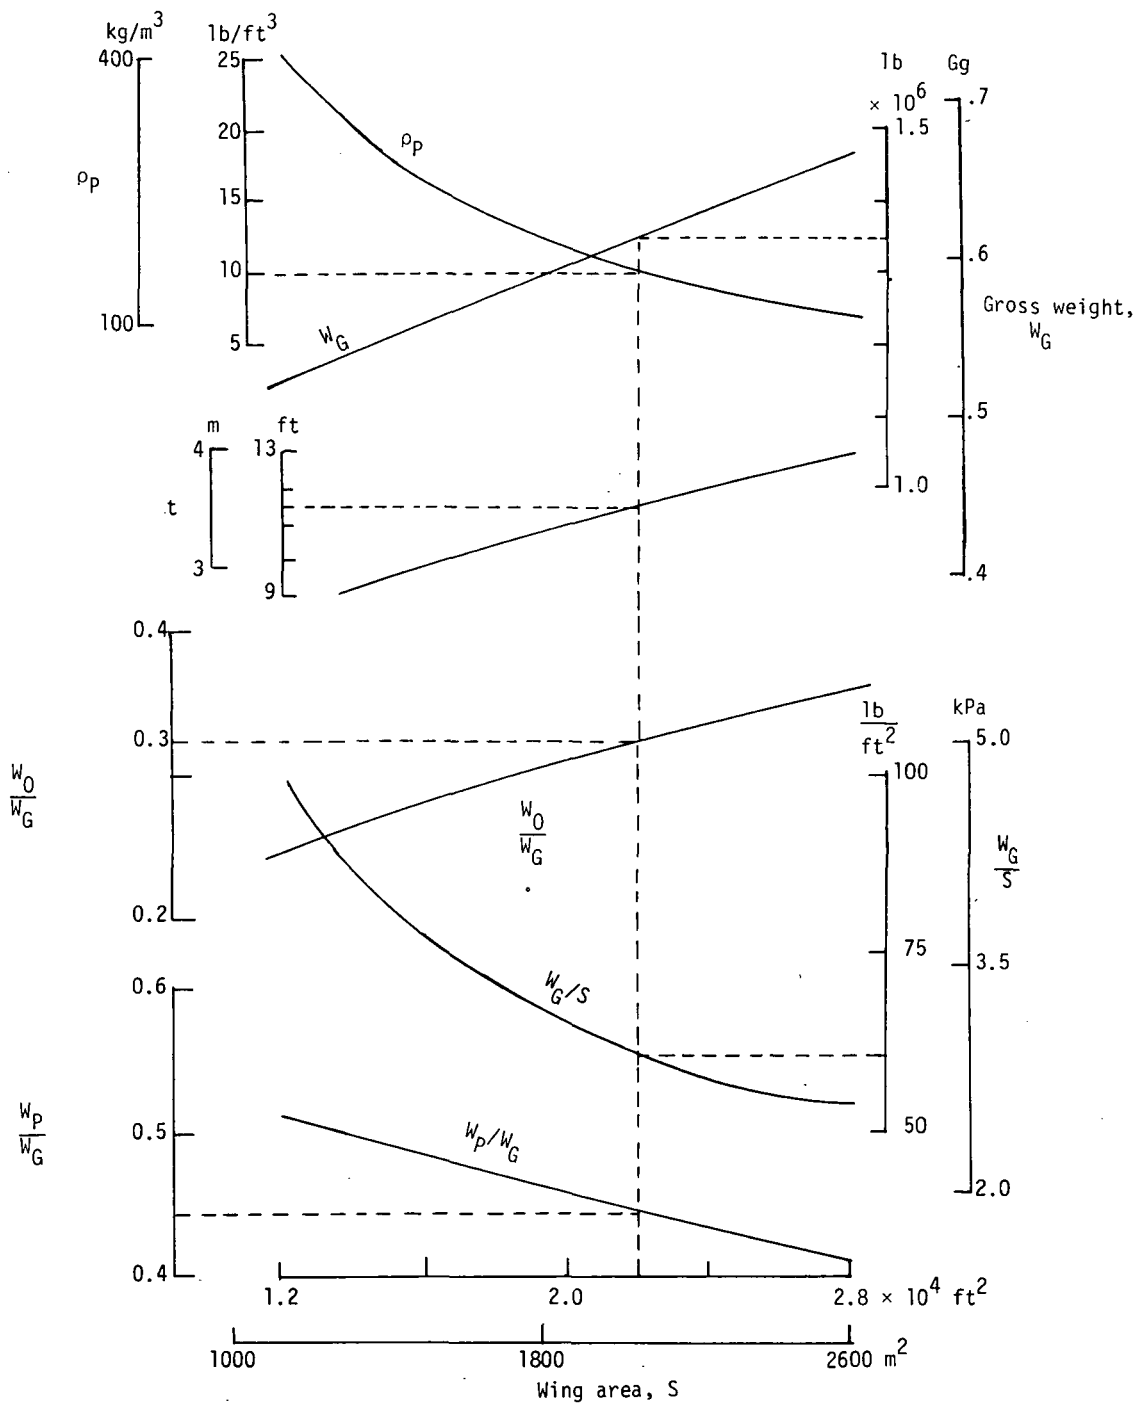 kg/m3
lb/ft3
400
25
lb
Gg
× 10 6
.7
1.5
20
ρP
ρP
15
10
.6
100
5
WG
Gross weight,
WG
m
ft
4
13
.5
1.0
t
3
9
.4
0.4
lb
ft2
kPa
0.3
5.0
100
WO
WG
WO
WG
WG
S
0.2
75
3.5
0.6
WG/S
WP
WG
0.5
WP/WG
50
2.0
0.4
1.2
2.0
2.8 × 10 4 ft2
1000
1800
2600 m2
Wing area, S